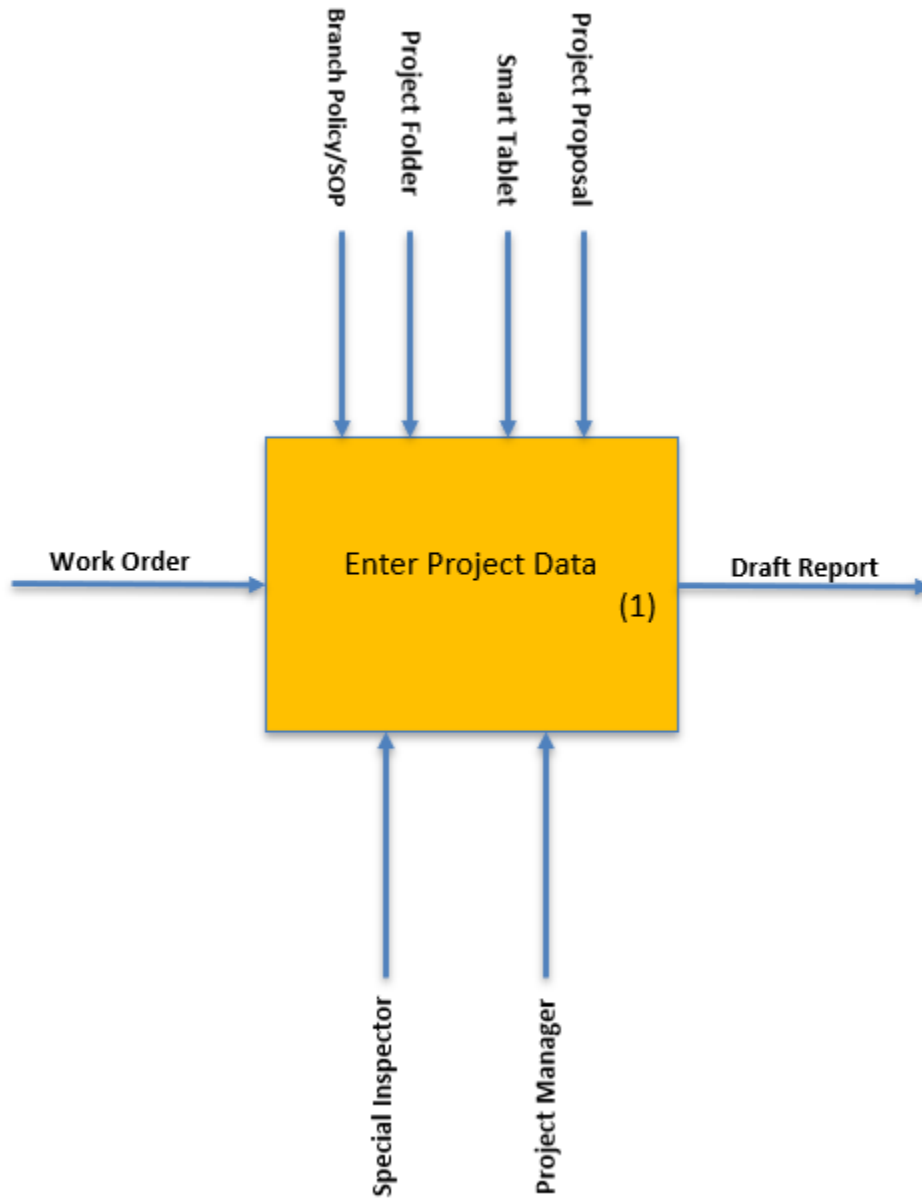 Branch Policy/SOP
Project Folder
Smart Tablet
Project Proposal
Work Order
Enter Project Data
(1)
Draft Report
Special Inspector
Project Manager